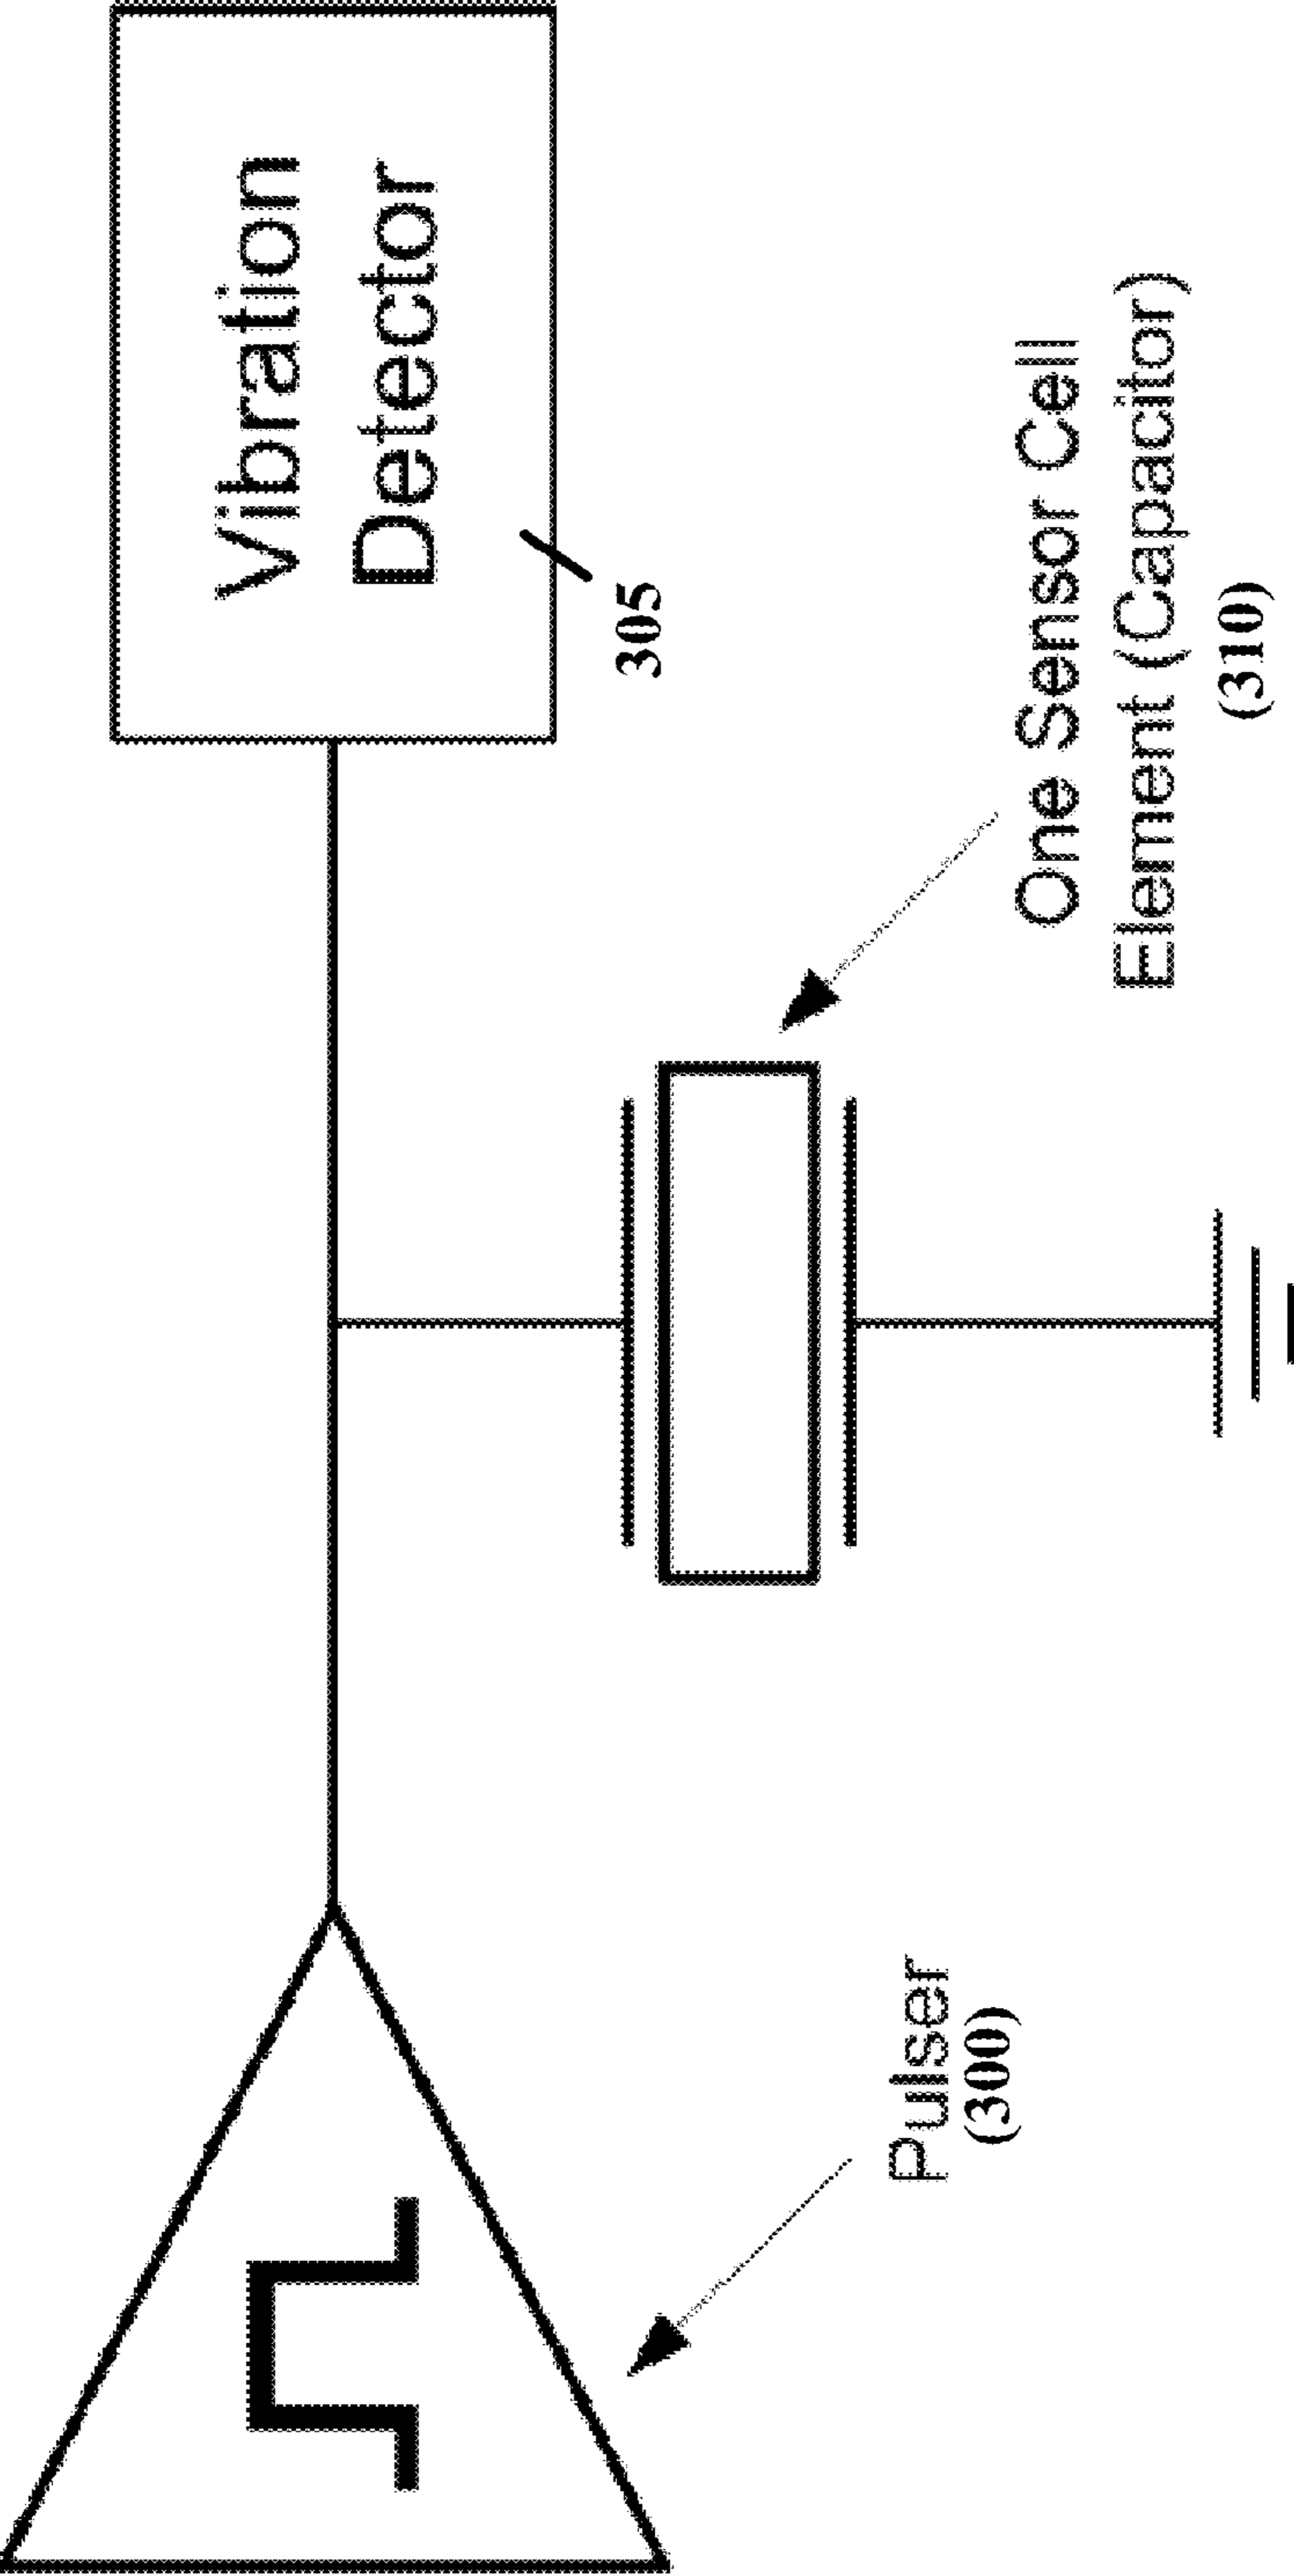 Vibration
Detector
305
One Sensor Cell
Element (Capacitor)
(310)
Pulser
(300)